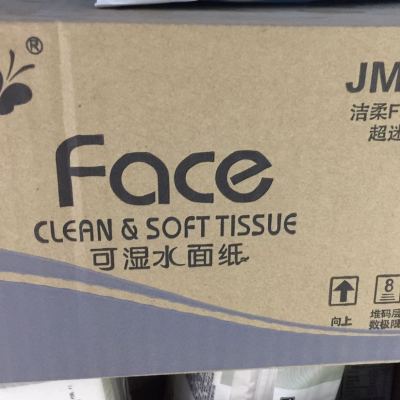 ®
JM
洁柔F
超迷
Face
CLEAN & SOFT TISSUE
可湿水面纸
8
向上
堆码层
数极限